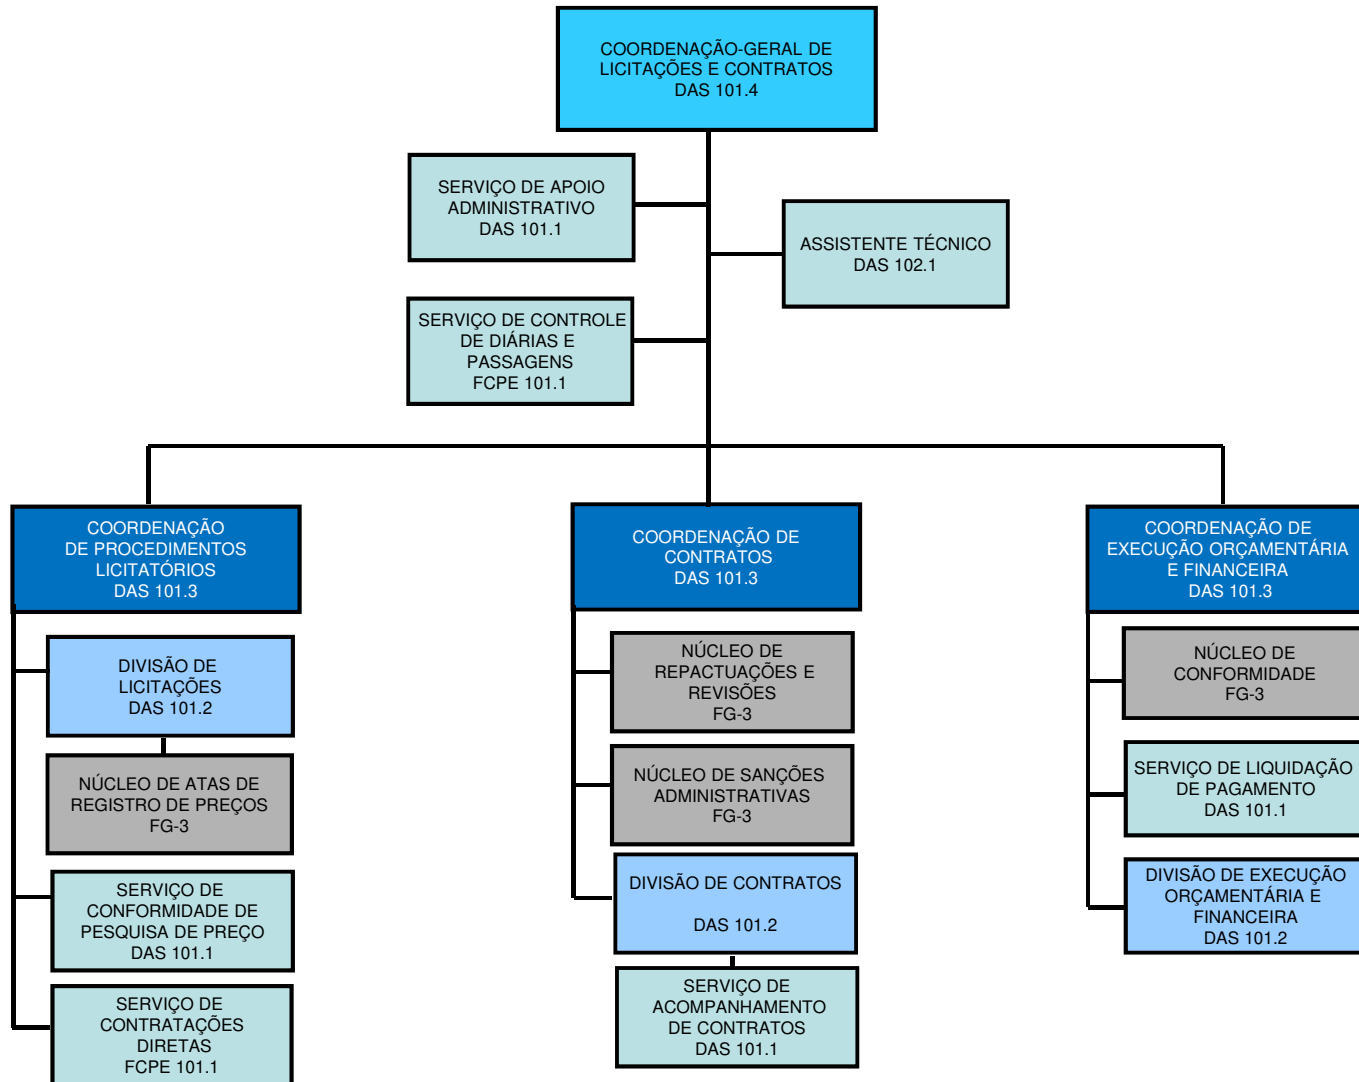 COORDENAÇÃO-GERAL DE
LICITAÇÕES E CONTRATOS
DAS 101.4
SERVIÇO DE APOIO
ADMINISTRATIVO
DAS 101.1
ASSISTENTE TÉCNICO
DAS 102.1
SERVIÇO DE CONTROLE
DE DIÁRIAS E
PASSAGENS
FCPE 101.1
COORDENAÇÃO
DE PROCEDIMENTOS
LICITATÓRIOS
DAS 101.3
DIVISÃO DE
LICITAÇÕES
DAS 101.2
NÚCLEO DE ATAS DE
REGISTRO DE PREÇOS
FG-3
SERVIÇO DE
CONFORMIDADE DE
PESQUISA DE PREÇO
DAS 101.1
SERVIÇO DE
CONTRATAÇÕES
DIRETAS
FCPE 101.1
COORDENAÇÃO DE
CONTRATOS
DAS 101.3
NÚCLEO DE
REPACTUAÇÕES E
REVISÕES
FG-3
NÚCLEO DE SANÇÕES
ADMINISTRATIVAS
FG-3
DIVISÃO DE CONTRATOS
DAS 101.2
SERVIÇO DE
ACOMPANHAMENTO
DE CONTRATOS
DAS 101.1
COORDENAÇÃO DE
EXECUÇÃO ORÇAMENTÁRIA
E FINANCEIRA
DAS 101.3
NÚCLEO DE
CONFORMIDADE
FG-3
SERVIÇO DE LIQUIDAÇÃO
DE PAGAMENTO
DAS 101.1
DIVISÃO DE EXECUÇÃO
ORÇAMENTÁRIA E
FINANCEIRA
DAS 101.2